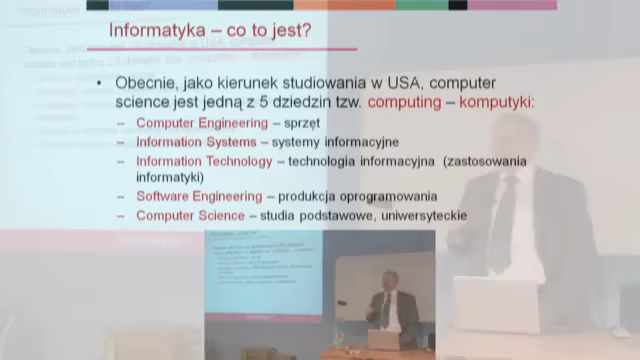 Informatyka – co to jest?
• Obecnie, jako kierunek studiowania w USA, computer
science jest jedną z 5 dziedzin tzw. computing – komputyki:
– Computer Engineering – sprzęt
– Information Systems – systemy informacyjne
– Information Technology – technologia informacyjna (zastosowania
informatyki)
– Software Engineering – produkcja oprogramowania
– Computer Science – studia podstawowe, uniwersyteckie